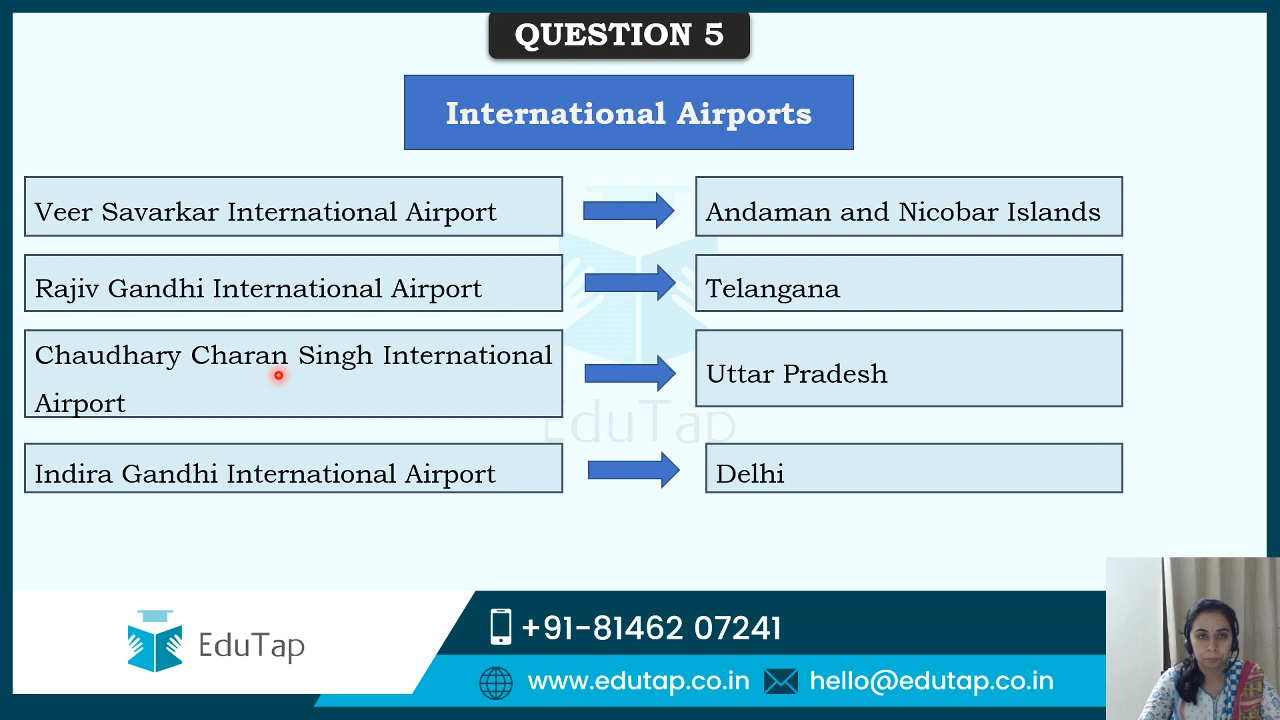 QUESTION 5
International Airports
Veer Savarkar International Airport
Andaman and Nicobar Islands
Rajiv Gandhi International Airport
Telangana
Chaudhary Charan Singh International
Airport
Uttar Pradesh
EduTap
Indira Gandhi International Airport
Delhi
EduTap
+91-81462 07241
www.edutap.co.in
hello@edutap.co.in